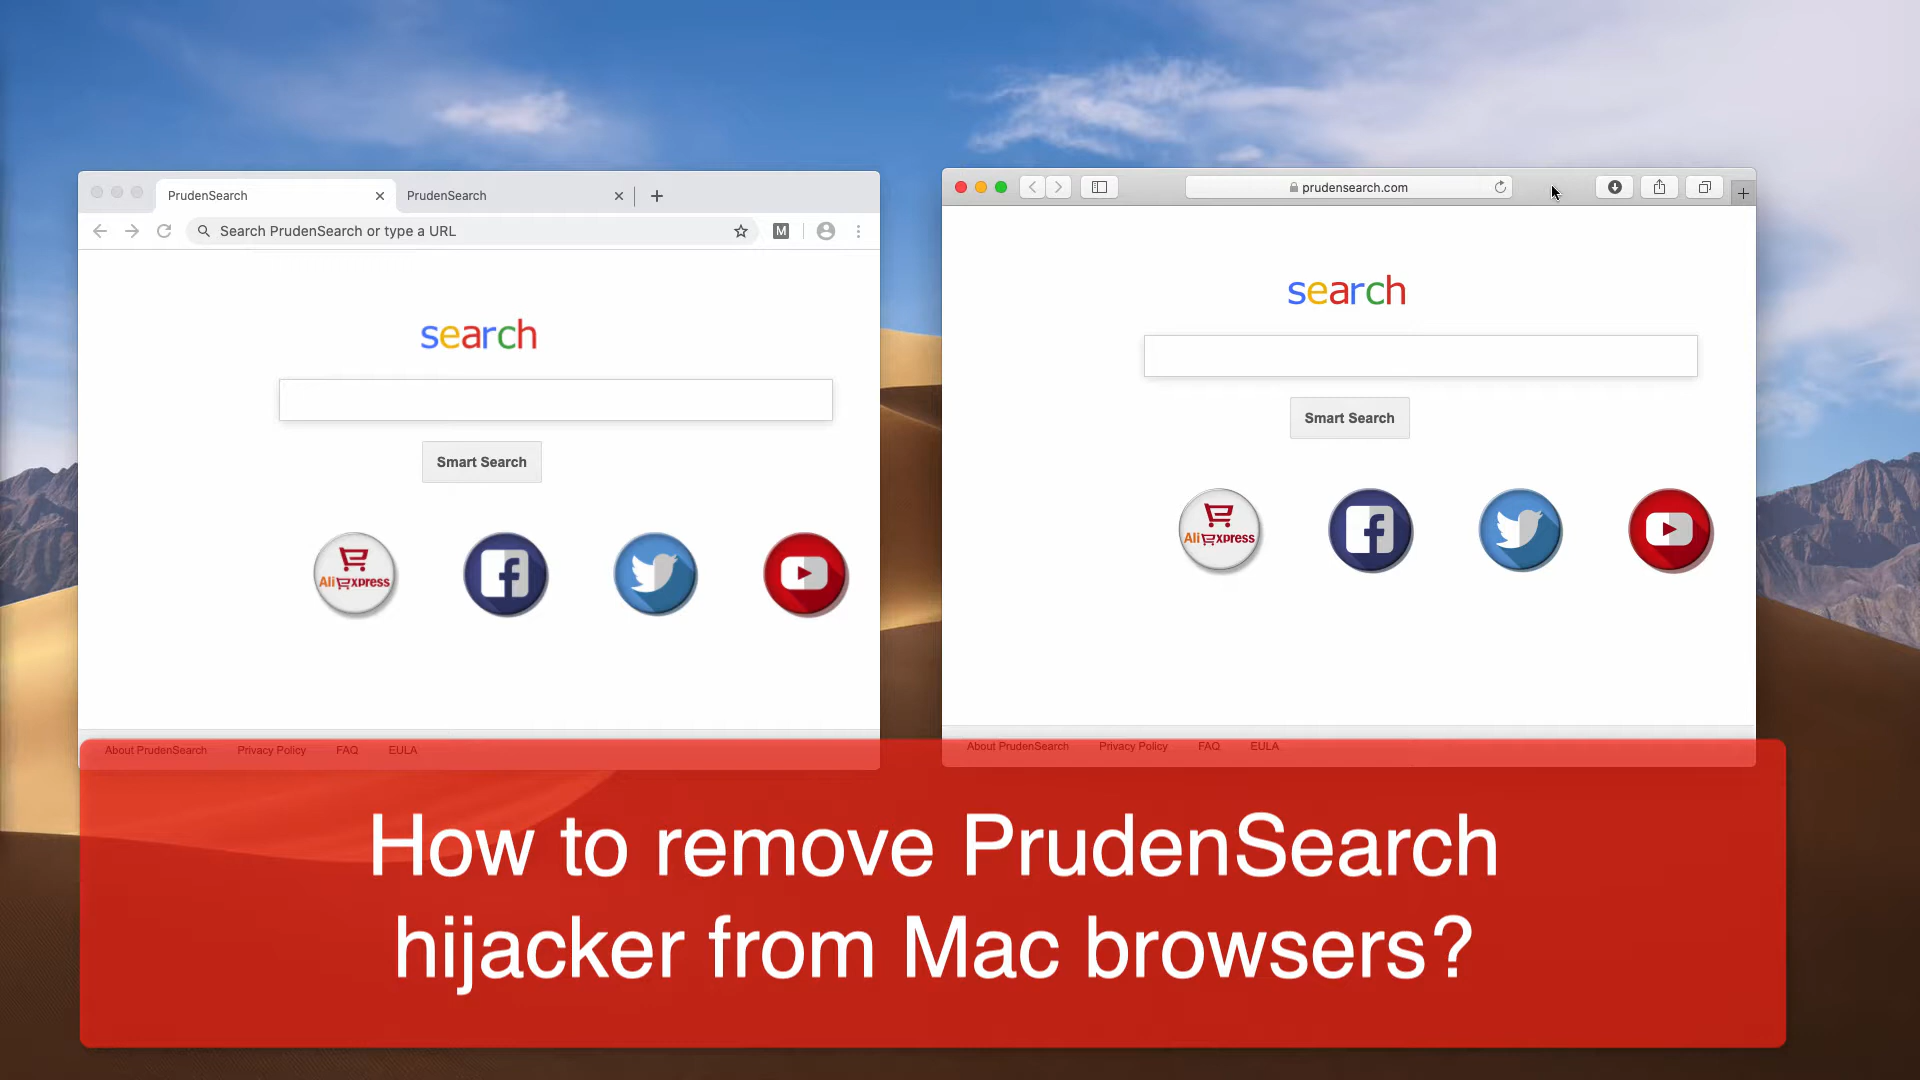 PrudenSearch
PrudenSearch
Search PrudenSearch or type a URL
M
search
Smart Search
AliExpress
About PrudenSearch Privacy Policy FAQ EULA
prudensearch.com
search
Smart Search
AliExpress
About PrudenSearch Privacy Policy FAQ EULA
How to remove PrudenSearch
hijacker from Mac browsers?